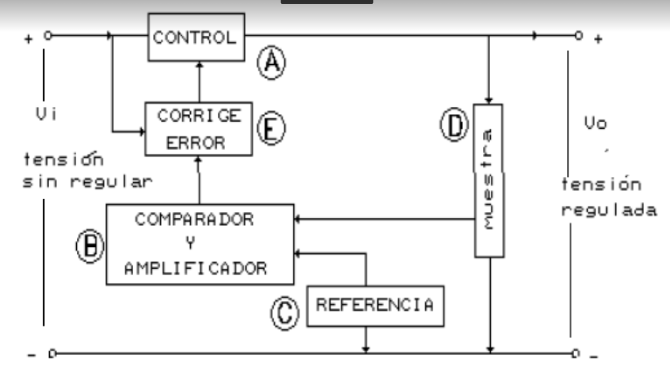 + CONTROL +
A
Vi
CORRIGE
ERROR
E
D
muestra
Vo
tensión
sin regular
tensión
regulada
COMPARADOR
Y
AMPLIFICADOR
B
REFERENCIA
C
- -